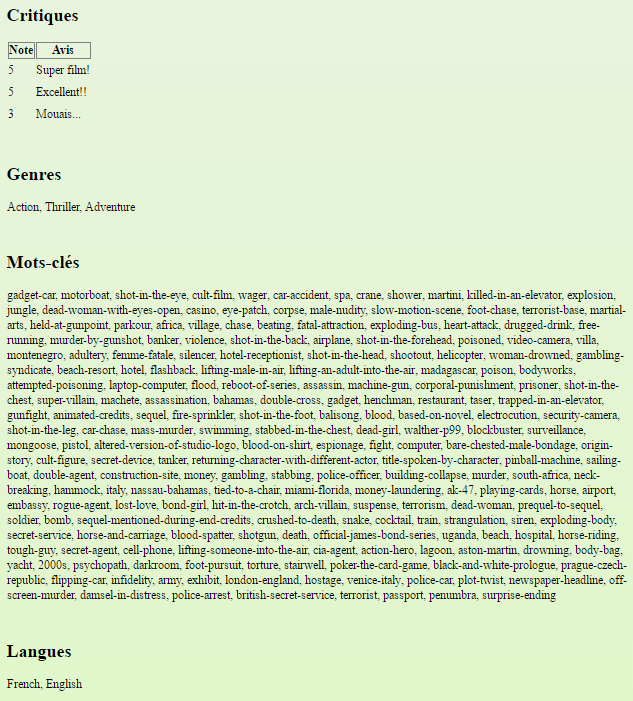 Critiques
Note Avis
5 Super film!
5 Excellent!!
3 Mouais...
Genres
Action, Thriller, Adventure
Mots-clés
gadget-car, motorboat, shot-in-the-eye, cult-film, wager, car-accident, spa, crane, shower, martini, killed-in-an-elevator, explosion,
jungle, dead-woman-with-eyes-open, casino, eye-patch, corpse, male-nudity, slow-motion-scene, foot-chase, terrorist-base, martial-
arts, held-at-gunpoint, parkour, africa, village, chase, beating, fatal-attraction, exploding-bus, heart-attack, drugged-drink, free-
running, murder-by-gunshot, banker, violence, shot-in-the-back, airplane, shot-in-the-forehead, poisoned, video-camera, villa,
montenegro, adultery, femme-fatale, silencer, hotel-receptionist, shot-in-the-head, shootout, helicopter, woman-drowned, gambling-
syndicate, beach-resort, hotel, flashback, lifting-male-in-air, lifting-an-adult-into-the-air, madagascar, poison, bodyworks,
attempted-poisoning, laptop-computer, flood, reboot-of-series, assassin, machine-gun, corporal-punishment, prisoner, shot-in-the-
chest, super-villain, machete, assassination, bahamas, double-cross, gadget, henchman, restaurant, taser, trapped-in-an-elevator,
gunfight, animated-credits, sequel, fire-sprinkler, shot-in-the-foot, balisong, blood, based-on-novel, electrocution, security-camera,
shot-in-the-leg, car-chase, mass-murder, swimming, stabbed-in-the-chest, dead-girl, walther-p99, blockbuster, surveillance,
mongoose, pistol, altered-version-of-studio-logo, blood-on-shirt, espionage, fight, computer, bare-chested-male-bondage, origin-
story, cult-figure, secret-device, tanker, returning-character-with-different-actor, title-spoken-by-character, pinball-machine, sailing-
boat, double-agent, construction-site, money, gambling, stabbing, police-officer, building-collapse, murder, south-africa, neck-
breaking, hammock, italy, nassau-bahamas, tied-to-a-chair, miami-florida, money-laundering, ak-47, playing-cards, horse, airport,
embassy, rogue-agent, lost-love, bond-girl, hit-in-the-crotch, arch-villain, suspense, terrorism, dead-woman, prequel-to-sequel,
soldier, bomb, sequel-mentioned-during-end-credits, crushed-to-death, snake, cocktail, train, strangulation, siren, exploding-body,
secret-service, horse-and-carriage, blood-spatter, shotgun, death, official-james-bond-series, uganda, beach, hospital, horse-riding,
tough-guy, secret-agent, cell-phone, lifting-someone-into-the-air, cia-agent, action-hero, lagoon, aston-martin, drowning, body-bag,
yacht, 2000s, psychopath, darkroom, foot-pursuit, torture, stairwell, poker-the-card-game, black-and-white-prologue, prague-czech-
republic, flipping-car, infidelity, army, exhibit, london-england, hostage, venice-italy, police-car, plot-twist, newspaper-headline, off-
screen-murder, damsel-in-distress, police-arrest, british-secret-service, terrorist, passport, penumbra, surprise-ending
Langues
French, English